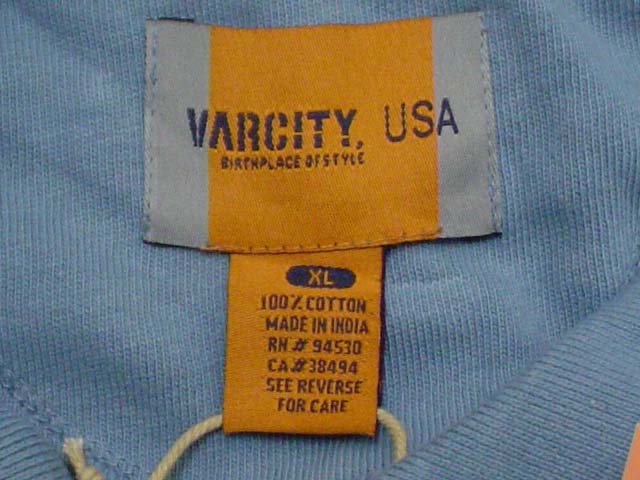 VARCITY, USA
BIRTHPLACE OF STYLE
XL
100% COTTON
MADE IN INDIA
RN # 94530
CA #38494
SEE REVERSE
FOR CARE